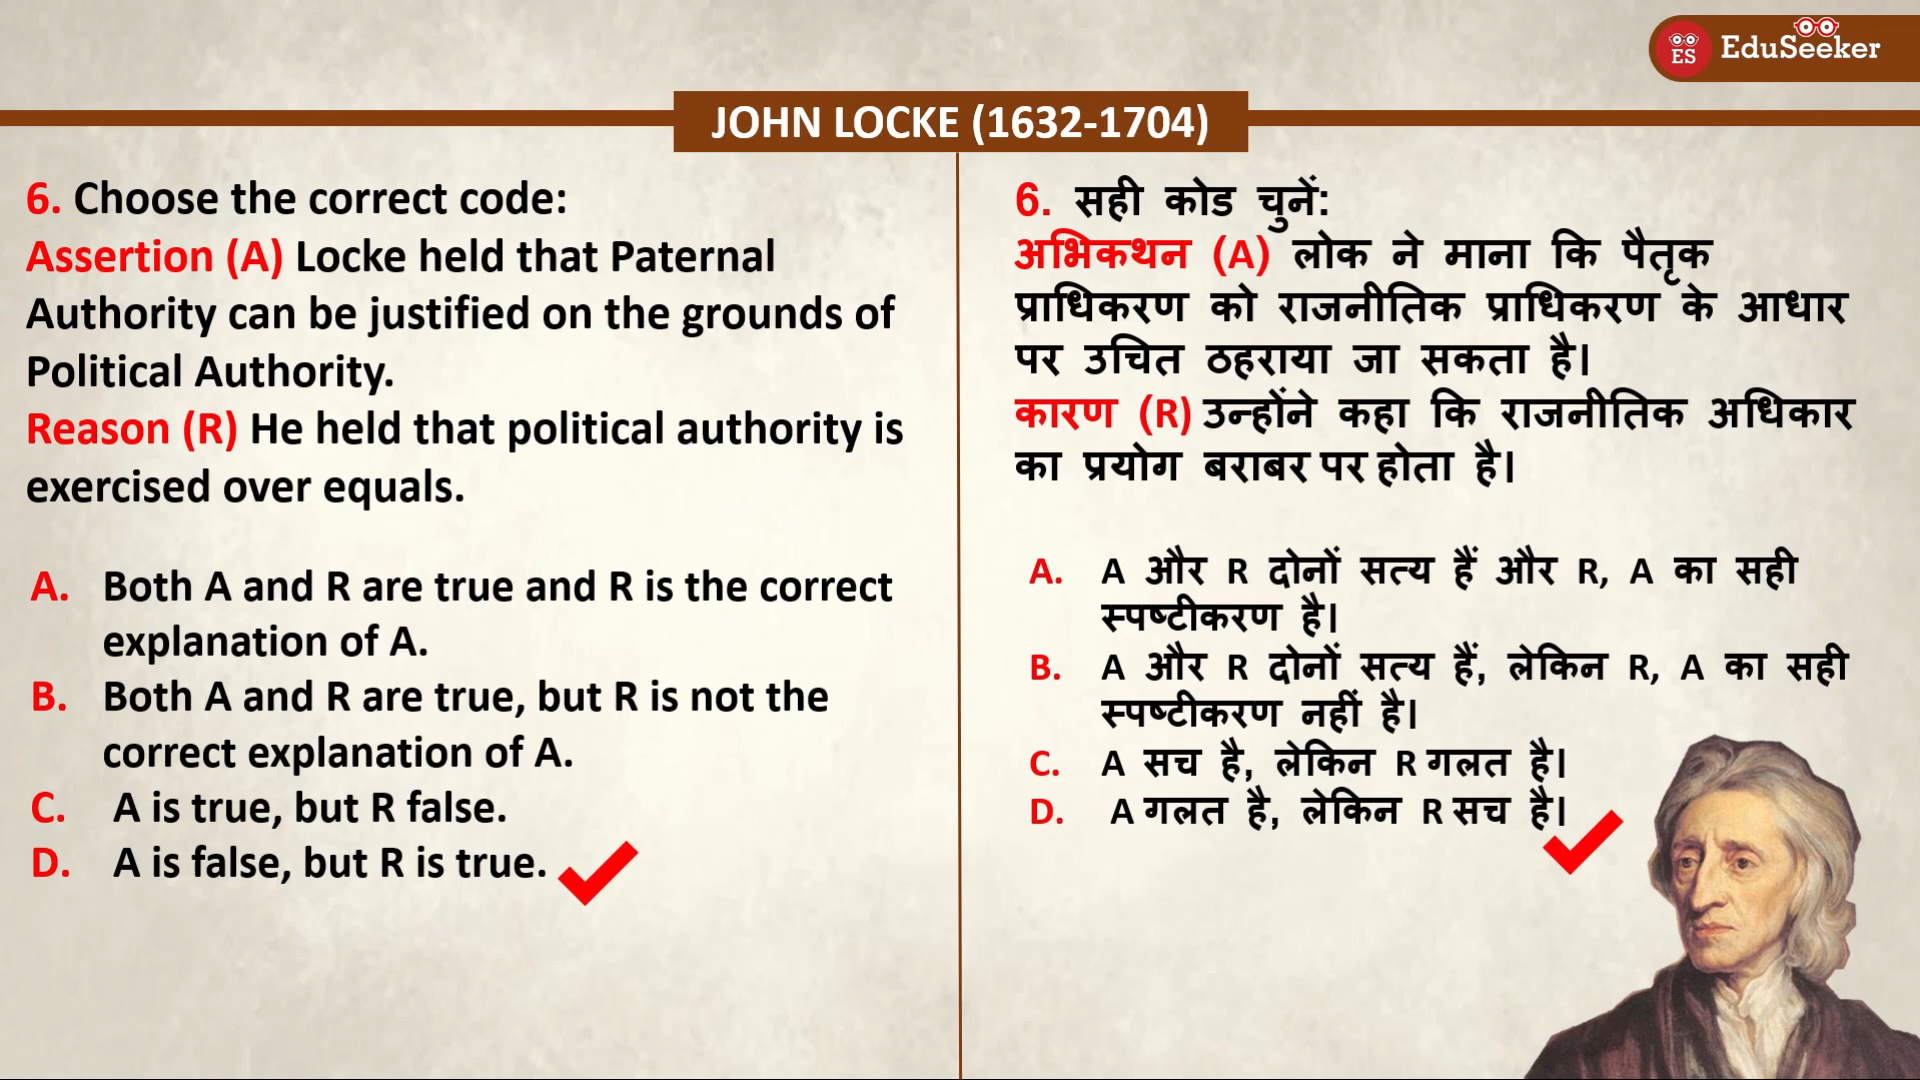 ES EduSeeker
JOHN LOCKE (1632-1704)
6. Choose the correct code:
Assertion (A) Locke held that Paternal
Authority can be justified on the grounds of
Political Authority.
Reason (R) He held that political authority is
exercised over equals.
A. Both A and R are true and R is the correct
explanation of A.
B. Both A and R are true, but R is not the
correct explanation of A.
C. A is true, but R false.
D. A is false, but R is true.
6. सही कोड चुनें:
अभिकथन (A) लोक ने माना कि पैतृक
प्राधिकरण को राजनीतिक प्राधिकरण के आधार
पर उचित ठहराया जा सकता है।
कारण (R) उन्होंने कहा कि राजनीतिक अधिकार
का प्रयोग बराबर पर होता है।
A. A और R दोनों सत्य हैं और R, A का सही
स्पष्टीकरण है।
B. A और R दोनों सत्य हैं, लेकिन R, A का सही
स्पष्टीकरण नहीं है।
C. A सच है, लेकिन R गलत है।
D. A गलत है, लेकिन R सच है।